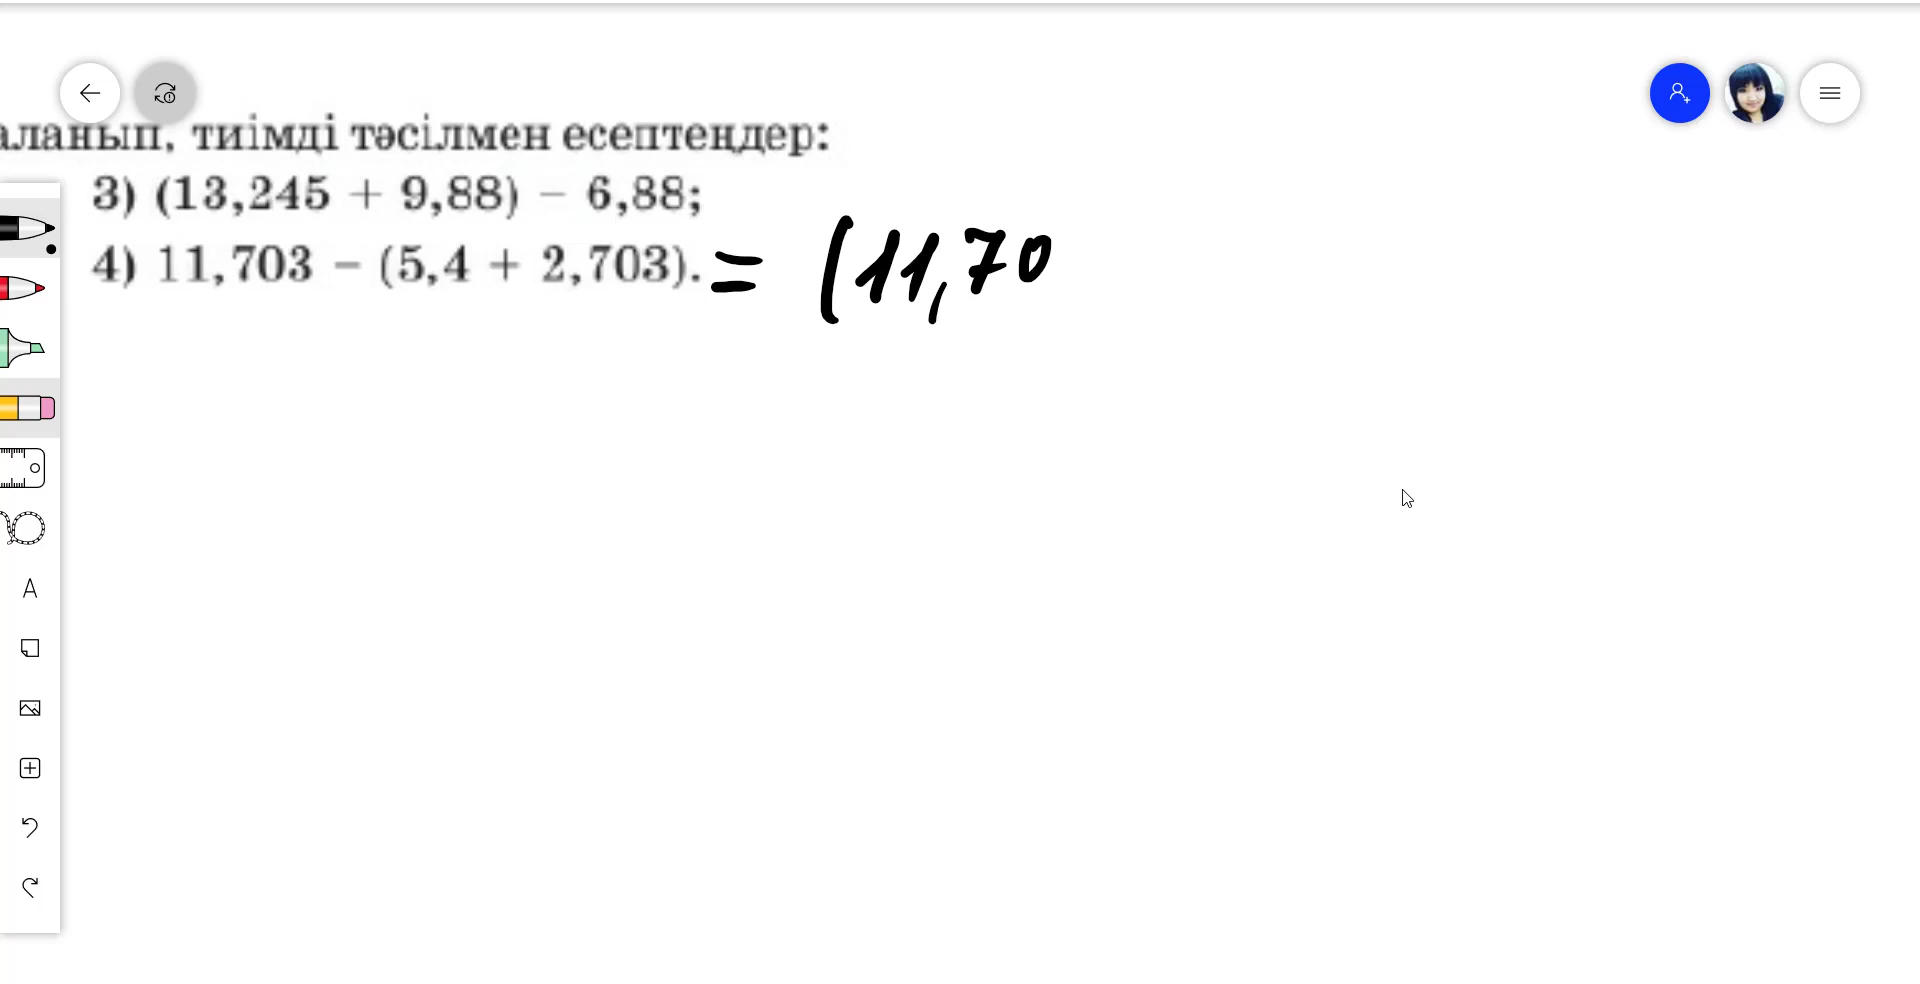 аланып, тиімді тәсілмен есептеңдер:
3) (13,245 + 9,88) − 6,88;
4) 11,703 − (5,4 + 2,703). = (11,70
A